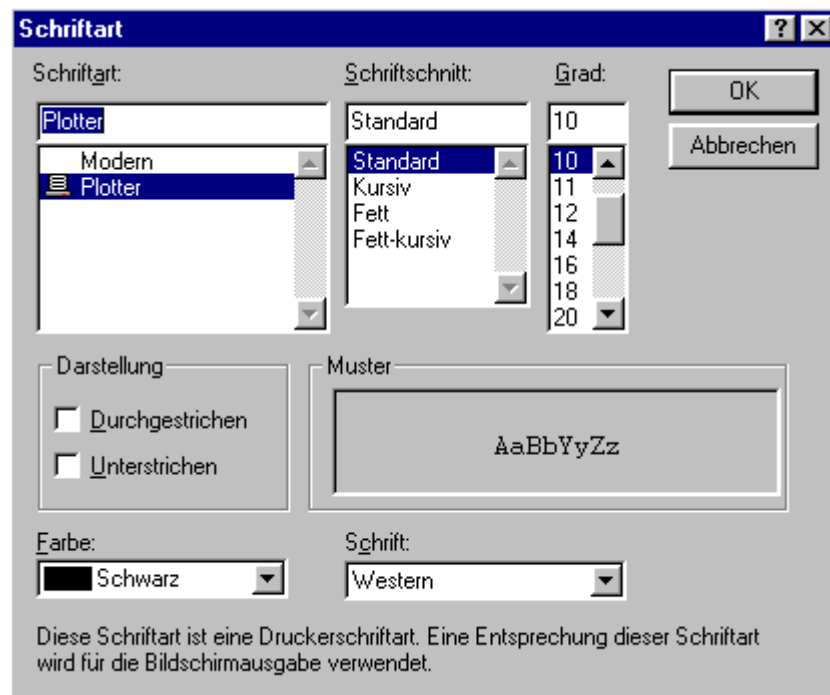 Schriftart
Schriftart:
Schriftschnitt:
Grad:
Plotter
Standard
10
OK
Abbrechen
Modern
Plotter
Standard
Kursiv
Fett
Fett-kursiv
10
11
12
14
16
18
20
Darstellung
Durchgestrichen
Unterstrichen
Muster
AaBbYyZz
Farbe:
Schwarz
Schrift:
Western
Diese Schriftart ist eine Druckerschriftart. Eine Entsprechung dieser Schriftart
wird für die Bildschirmausgabe verwendet.